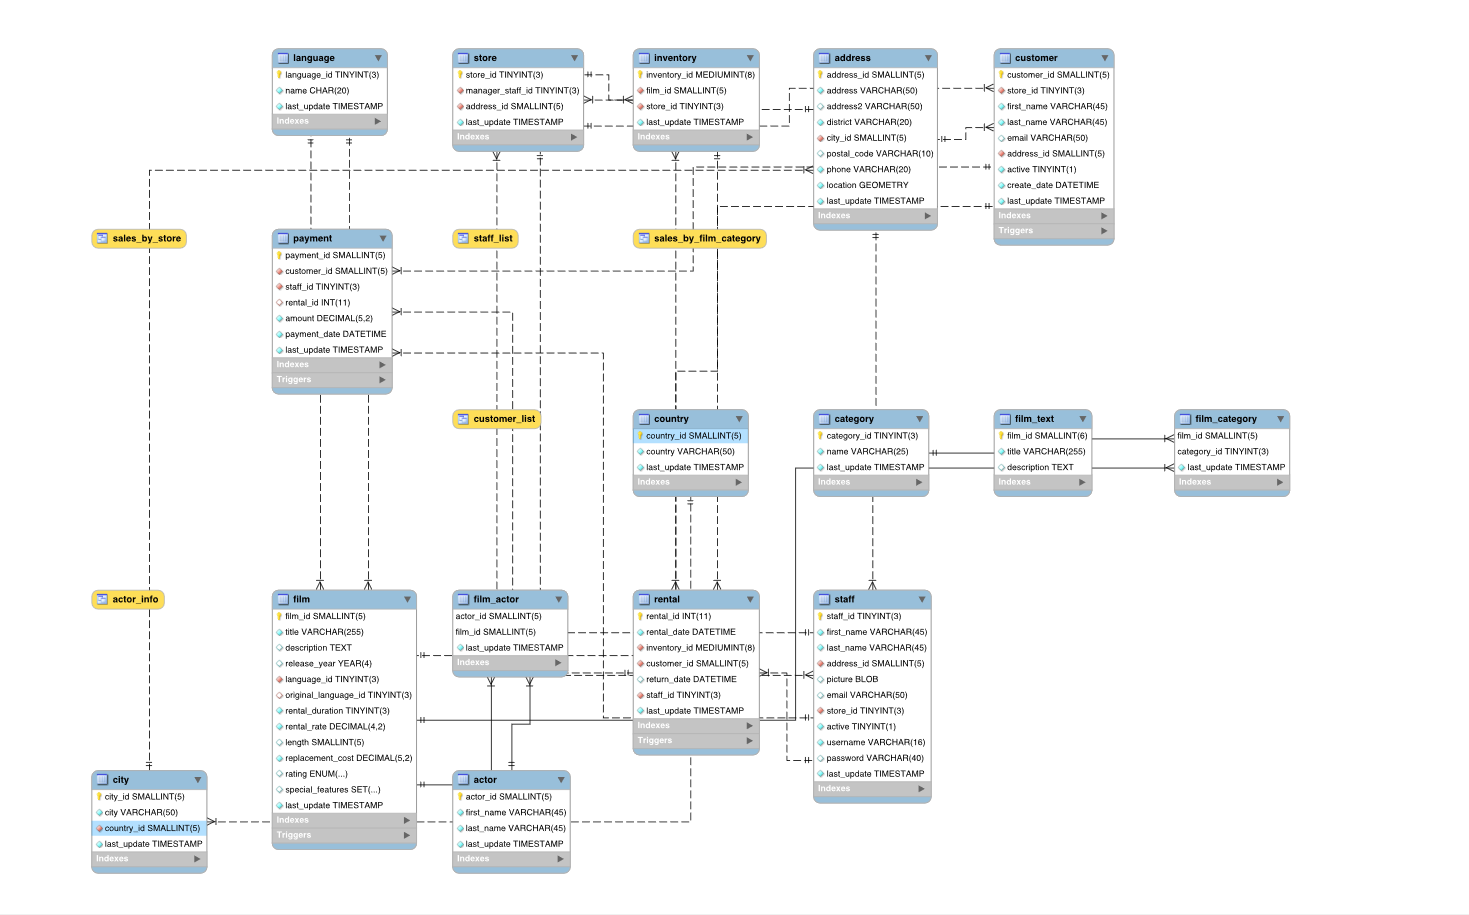 language
language_id TINYINT(3)
name CHAR(20)
last_update TIMESTAMP
Indexes
store
store_id TINYINT(3)
manager_staff_id TINYINT(3)
address_id SMALLINT(5)
last_update TIMESTAMP
Indexes
inventory
inventory_id MEDIUMINT(8)
film_id SMALLINT(5)
store_id TINYINT(3)
last_update TIMESTAMP
Indexes
address
address_id SMALLINT(5)
address VARCHAR(50)
address2 VARCHAR(50)
district VARCHAR(20)
city_id SMALLINT(5)
postal_code VARCHAR(10)
phone VARCHAR(20)
location GEOMETRY
last_update TIMESTAMP
Indexes
customer
customer_id SMALLINT(5)
store_id TINYINT(3)
first_name VARCHAR(45)
last_name VARCHAR(45)
email VARCHAR(50)
address_id SMALLINT(5)
active TINYINT(1)
create_date DATETIME
last_update TIMESTAMP
Indexes
Triggers
sales_by_store
payment
payment_id SMALLINT(5)
customer_id SMALLINT(5)
staff_id TINYINT(3)
rental_id INT(11)
amount DECIMAL(5,2)
payment_date DATETIME
last_update TIMESTAMP
Indexes
Triggers
staff_list
sales_by_film_category
customer_list
country
country_id SMALLINT(5)
country VARCHAR(50)
last_update TIMESTAMP
Indexes
category
category_id TINYINT(3)
name VARCHAR(25)
last_update TIMESTAMP
Indexes
film_text
film_id SMALLINT(6)
title VARCHAR(255)
description TEXT
Indexes
film_category
film_id SMALLINT(5)
category_id TINYINT(3)
last_update TIMESTAMP
Indexes
actor_info
film
film_id SMALLINT(5)
title VARCHAR(255)
description TEXT
release_year YEAR(4)
language_id TINYINT(3)
original_language_id TINYINT(3)
rental_duration TINYINT(3)
rental_rate DECIMAL(4,2)
length SMALLINT(5)
replacement_cost DECIMAL(5,2)
rating ENUM(...)
special_features SET(...)
last_update TIMESTAMP
Indexes
Triggers
film_actor
actor_id SMALLINT(5)
film_id SMALLINT(5)
last_update TIMESTAMP
Indexes
rental
rental_id INT(11)
rental_date DATETIME
inventory_id MEDIUMINT(8)
customer_id SMALLINT(5)
return_date DATETIME
staff_id TINYINT(3)
last_update TIMESTAMP
Indexes
Triggers
staff
staff_id TINYINT(3)
first_name VARCHAR(45)
last_name VARCHAR(45)
address_id SMALLINT(5)
picture BLOB
email VARCHAR(50)
store_id TINYINT(3)
active TINYINT(1)
username VARCHAR(16)
password VARCHAR(40)
last_update TIMESTAMP
Indexes
city
city_id SMALLINT(5)
city VARCHAR(50)
country_id SMALLINT(5)
last_update TIMESTAMP
Indexes
actor
actor_id SMALLINT(5)
first_name VARCHAR(45)
last_name VARCHAR(45)
last_update TIMESTAMP
Indexes